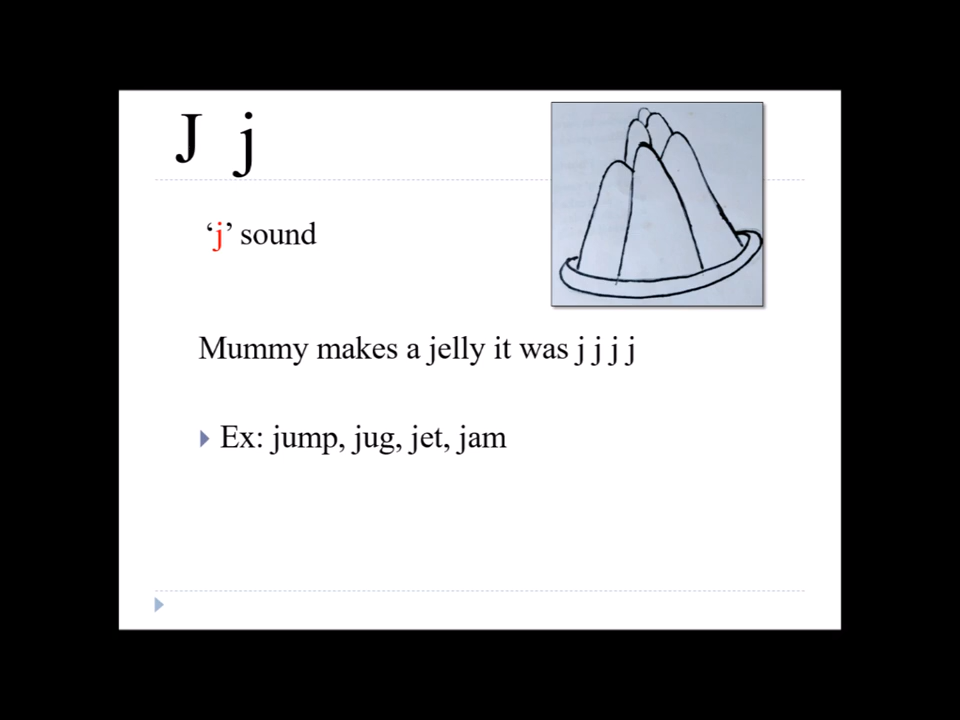 J j
‘j’ sound
Mummy makes a jelly it was j j j j
Ex: jump, jug, jet, jam